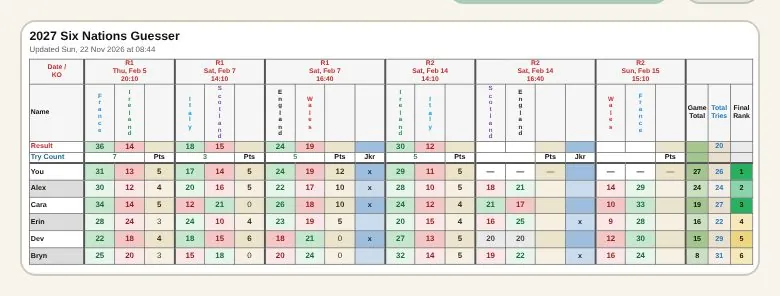 2027 Six Nations Guesser
Updated Sun, 22 Nov 2026 at 08:44
Date / KO R1 Thu, Feb 5 20:10 R1 Sat, Feb 7 14:10 R1 Sat, Feb 7 16:40 R2 Sat, Feb 14 14:10 R2 Sat, Feb 14 16:40 R2 Sun, Feb 15 15:10
Name France Ireland Italy Scotland England Wales Ireland Italy Scotland England Wales France Game Total Total Tries Final Rank
Result 36 14 18 15 24 19 30 12 20
Try Count 7 Pts 3 Pts 5 Pts Jkr 5 Pts Pts Jkr Pts
You 31 13 5 17 14 5 24 19 12 x 29 11 5 — — — — — — 27 26 1
Alex 30 12 4 20 16 5 22 17 10 x 28 10 5 18 21 14 29 24 24 2
Cara 34 14 5 12 21 0 26 18 10 x 24 12 4 21 17 10 33 19 27 3
Erin 28 24 3 24 10 4 23 19 5 20 15 4 16 25 x 9 28 16 22 4
Dev 22 18 4 18 15 6 18 21 0 x 27 13 5 20 20 12 30 15 29 5
Bryn 25 20 3 15 18 0 20 24 0 32 14 5 19 22 x 16 24 8 31 6